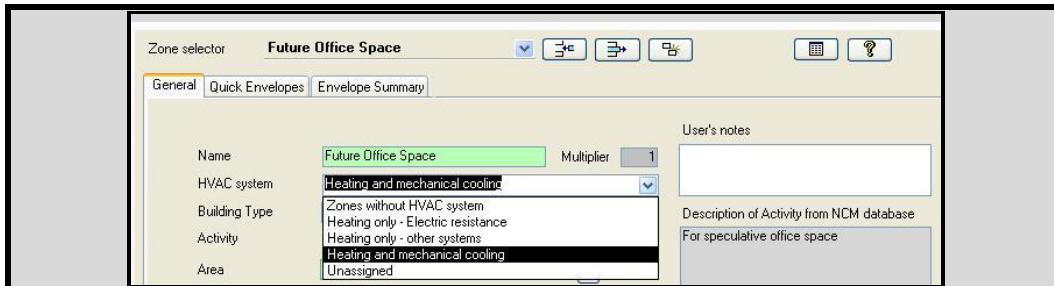 Zone selector Future Office Space
General Quick Envelopes Envelope Summary
User's notes
Name Future Office Space Multiplier 1
HVAC system Heating and mechanical cooling
Building Type Zones without HVAC system
Heating only - Electric resistance
Description of Activity from NCM database
Activity Heating only - other systems
For speculative office space
Heating and mechanical cooling
Area Unassigned